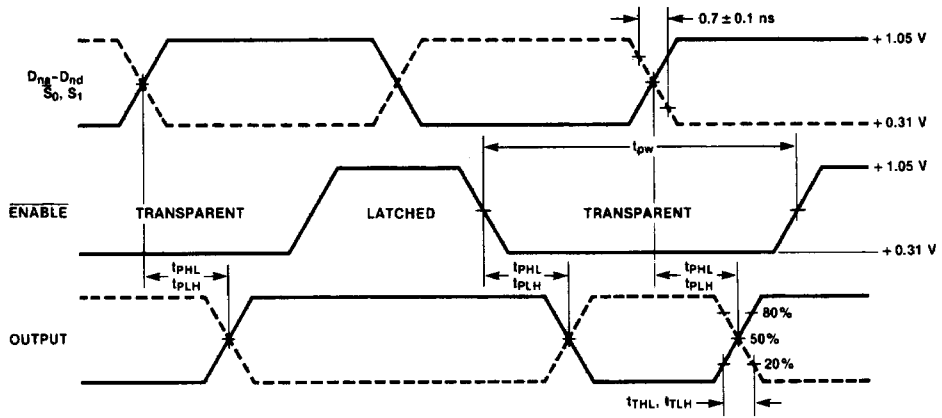 0.7 ± 0.1 ns
+ 1.05 V
Dna–Dnd
S0, S1
+ 0.31 V
tpw
+ 1.05 V
ENABLE
TRANSPARENT
LATCHED
TRANSPARENT
+ 0.31 V
tPHL
tPLH
tPHL
tPLH
tPHL
tPLH
80%
OUTPUT
50%
20%
tTHL, tTLH